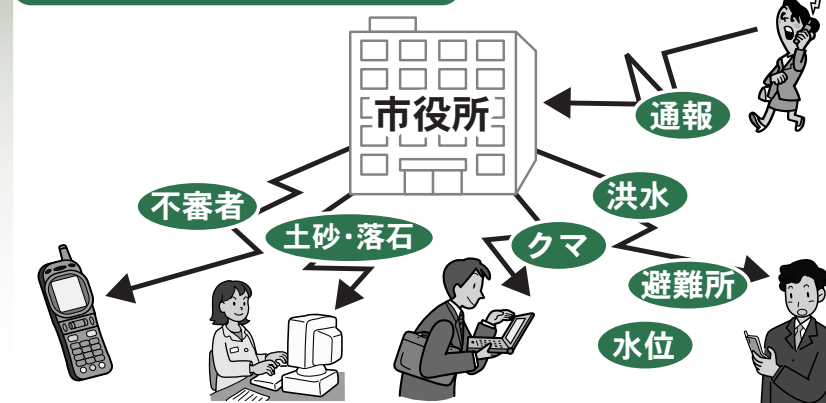 市役所
通報
不審者
洪水
土砂・落石
クマ
避難所
水位